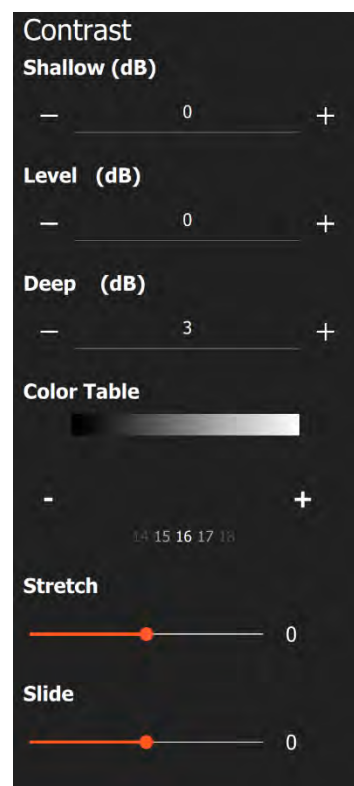 Contrast
Shallow (dB)
— 0 +
Level (dB)
— 0 +
Deep (dB)
— 3 +
Color Table
- +
14 15 16 17 18
Stretch
0
Slide
0